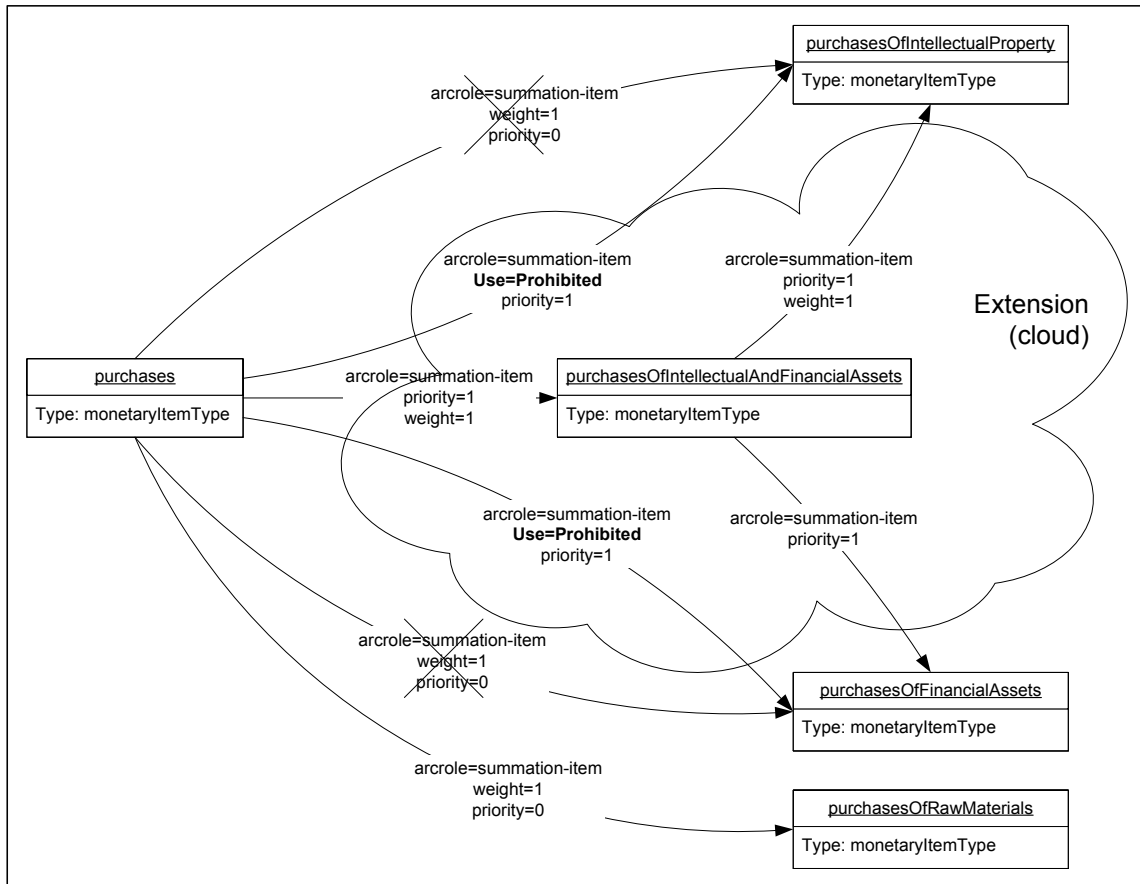 purchasesOfIntellectualProperty
Type: monetaryItemType
arcrole=summation-item
weight=1
priority=0
arcrole=summation-item
Use=Prohibited
priority=1
arcrole=summation-item
priority=1
weight=1
Extension
(cloud)
purchases
Type: monetaryItemType
arcrole=summation-item
priority=1
weight=1
purchasesOfIntellectualAndFinancialAssets
Type: monetaryItemType
arcrole=summation-item
Use=Prohibited
priority=1
arcrole=summation-item
priority=1
arcrole=summation-item
weight=1
priority=0
purchasesOfFinancialAssets
Type: monetaryItemType
arcrole=summation-item
weight=1
priority=0
purchasesOfRawMaterials
Type: monetaryItemType